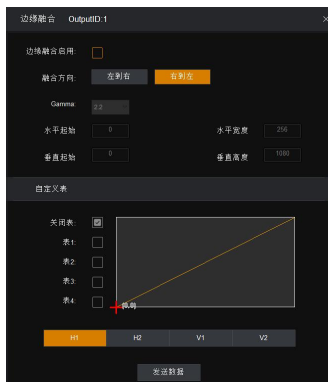 边缘融合 OutputID:1 ×
边缘融合启用:
融合方向: 左到右 右到左
Gamma: 2.2
水平起始 0 水平宽度 256
垂直起始 0 垂直高度 1080
自定义表
关闭表:
表1:
表2:
表3:
表4:
(0,0)
H1 H2 V1 V2
发送数据